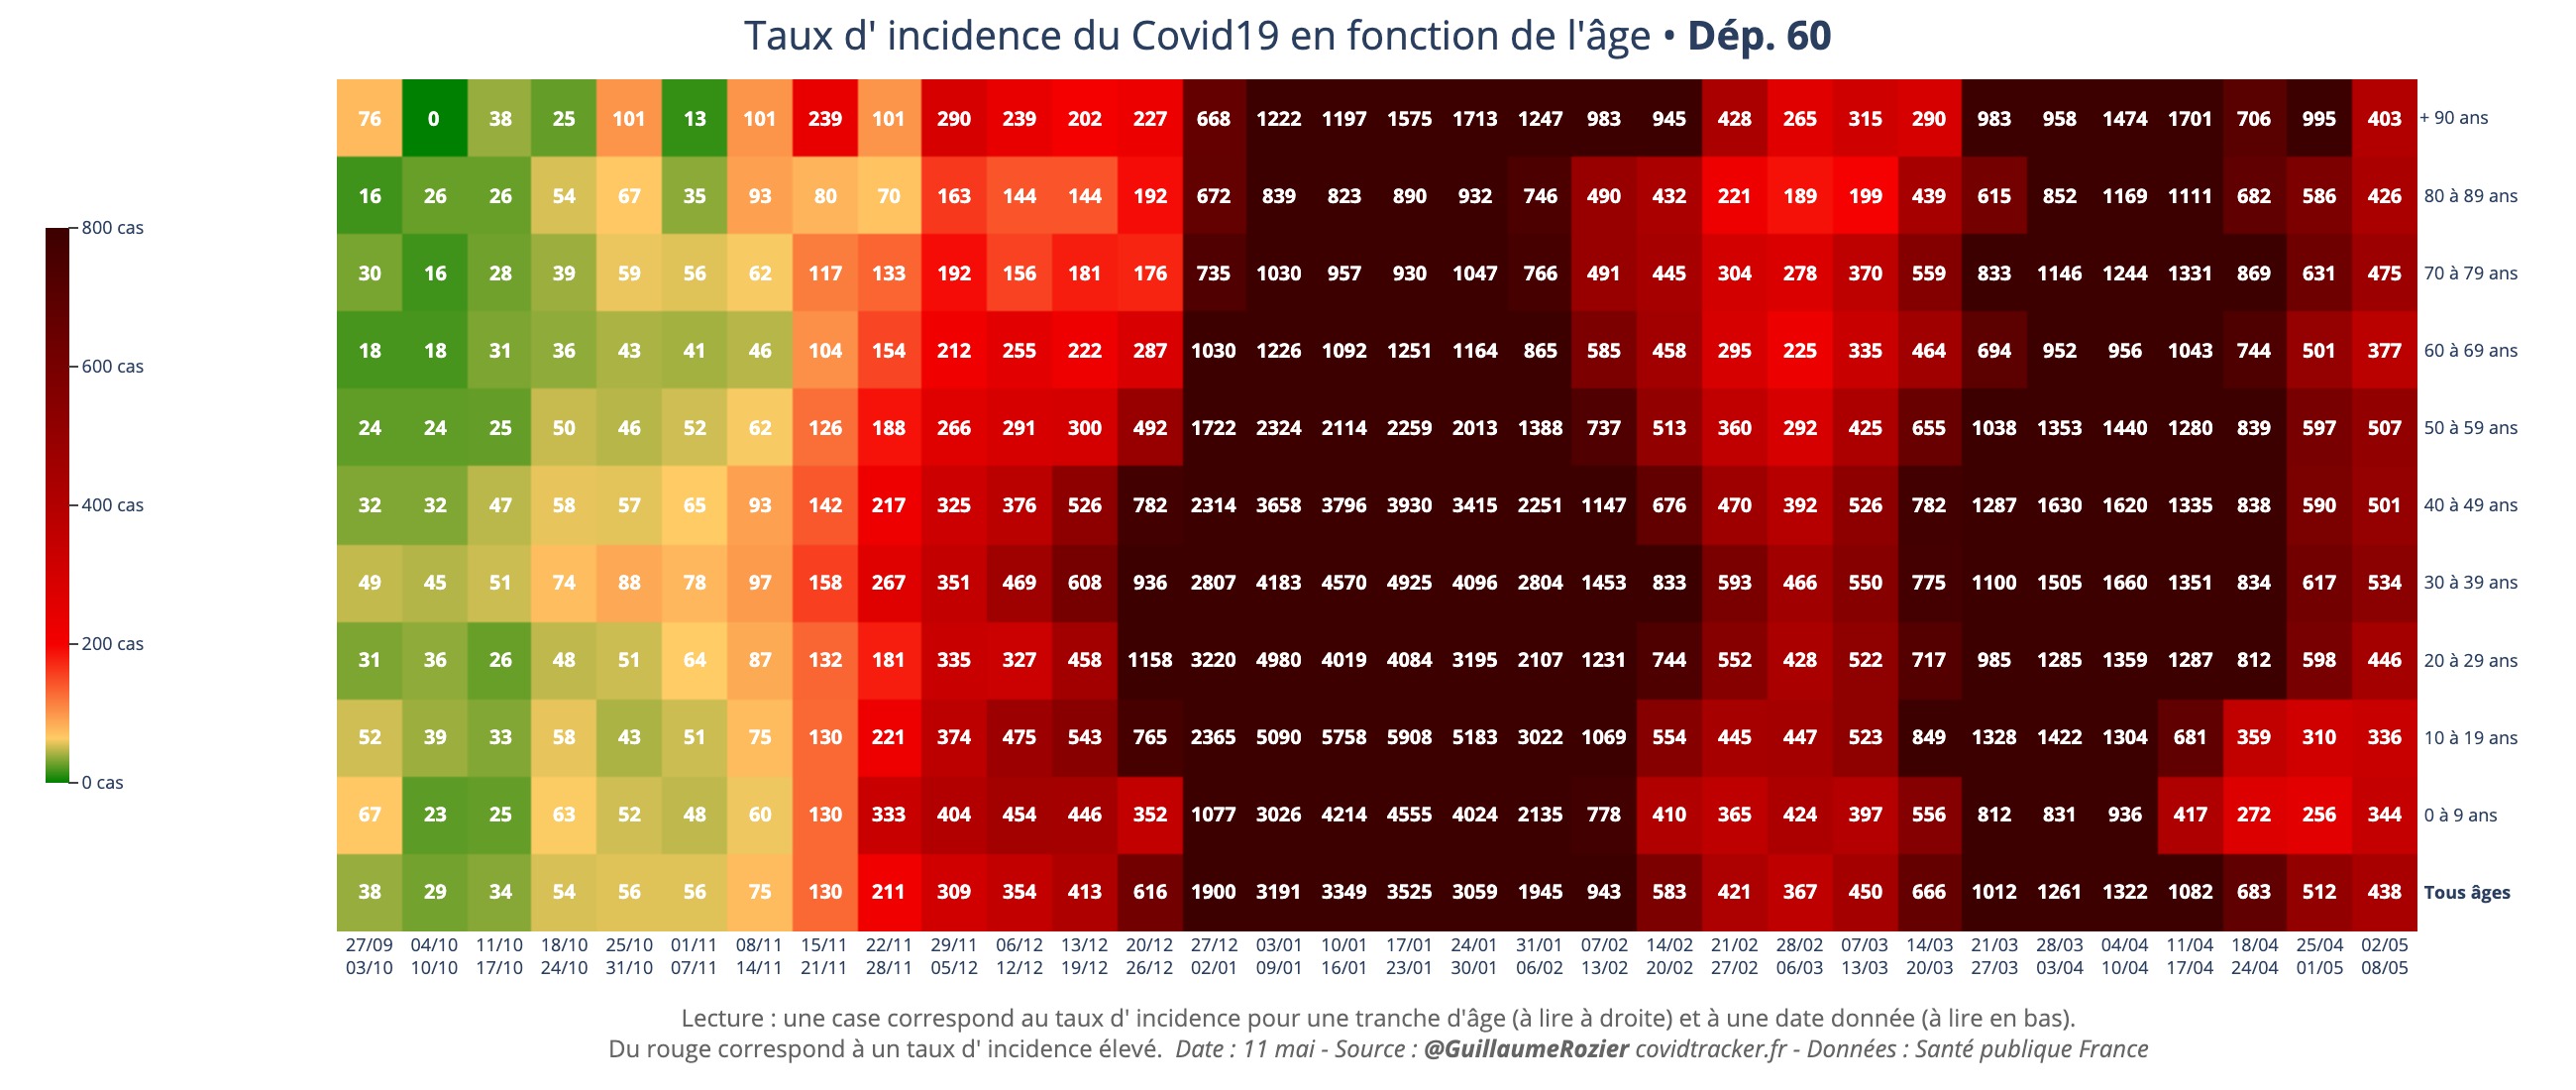 Taux d' incidence du Covid19 en fonction de l'âge • Dép. 60
76 0 38 25 101 13 101 239 101 290 239 202 227 668 1222 1197 1575 1713 1247 983 945 428 265 315 290 983 958 1474 1701 706 995 403 + 90 ans
16 26 26 54 67 35 93 80 70 163 144 144 192 672 839 823 890 932 746 490 432 221 189 199 439 615 852 1169 1111 682 586 426 80 à 89 ans
800 cas
30 16 28 39 59 56 62 117 133 192 156 181 176 735 1030 957 930 1047 766 491 445 304 278 370 559 833 1146 1244 1331 869 631 475 70 à 79 ans
18 18 31 36 43 41 46 104 154 212 255 222 287 1030 1226 1092 1251 1164 865 585 458 295 225 335 464 694 952 956 1043 744 501 377 60 à 69 ans
600 cas
24 24 25 50 46 52 62 126 188 266 291 300 492 1722 2324 2114 2259 2013 1388 737 513 360 292 425 655 1038 1353 1440 1280 839 597 507 50 à 59 ans
400 cas
32 32 47 58 57 65 93 142 217 325 376 526 782 2314 3658 3796 3930 3415 2251 1147 676 470 392 526 782 1287 1630 1620 1335 838 590 501 40 à 49 ans
49 45 51 74 88 78 97 158 267 351 469 608 936 2807 4183 4570 4925 4096 2804 1453 833 593 466 550 775 1100 1505 1660 1351 834 617 534 30 à 39 ans
200 cas
31 36 26 48 51 64 87 132 181 335 327 458 1158 3220 4980 4019 4084 3195 2107 1231 744 552 428 522 717 985 1285 1359 1287 812 598 446 20 à 29 ans
52 39 33 58 43 51 75 130 221 374 475 543 765 2365 5090 5758 5908 5183 3022 1069 554 445 447 523 849 1328 1422 1304 681 359 310 336 10 à 19 ans
0 cas
67 23 25 63 52 48 60 130 333 404 454 446 352 1077 3026 4214 4555 4024 2135 778 410 365 424 397 556 812 831 936 417 272 256 344 0 à 9 ans
38 29 34 54 56 56 75 130 211 309 354 413 616 1900 3191 3349 3525 3059 1945 943 583 421 367 450 666 1012 1261 1322 1082 683 512 438 Tous âges
27/09 04/10 11/10 18/10 25/10 01/11 08/11 15/11 22/11 29/11 06/12 13/12 20/12 27/12 03/01 10/01 17/01 24/01 31/01 07/02 14/02 21/02 28/02 07/03 14/03 21/03 28/03 04/04 11/04 18/04 25/04 02/05
03/10 10/10 17/10 24/10 31/10 07/11 14/11 21/11 28/11 05/12 12/12 19/12 26/12 02/01 09/01 16/01 23/01 30/01 06/02 13/02 20/02 27/02 06/03 13/03 20/03 27/03 03/04 10/04 17/04 24/04 01/05 08/05
Lecture : une case correspond au taux d' incidence pour une tranche d'âge (à lire à droite) et à une date donnée (à lire en bas).
Du rouge correspond à un taux d' incidence élevé. Date : 11 mai - Source : @GuillaumeRozier covidtracker.fr - Données : Santé publique France